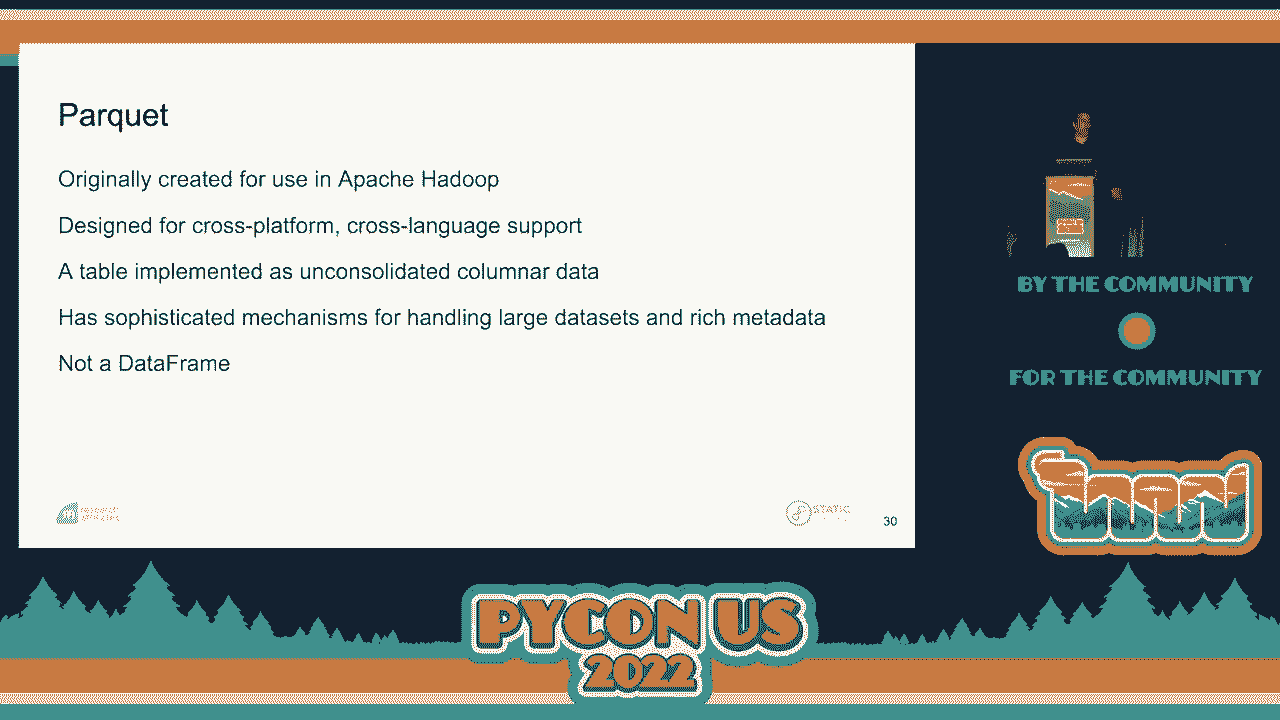 Parquet
Originally created for use in Apache Hadoop
Designed for cross-platform, cross-language support
A table implemented as unconsolidated columnar data
Has sophisticated mechanisms for handling large datasets and rich metadata
Not a DataFrame
STATIC
30
BY THE COMMUNITY
FOR THE COMMUNITY
PYCON US
2022